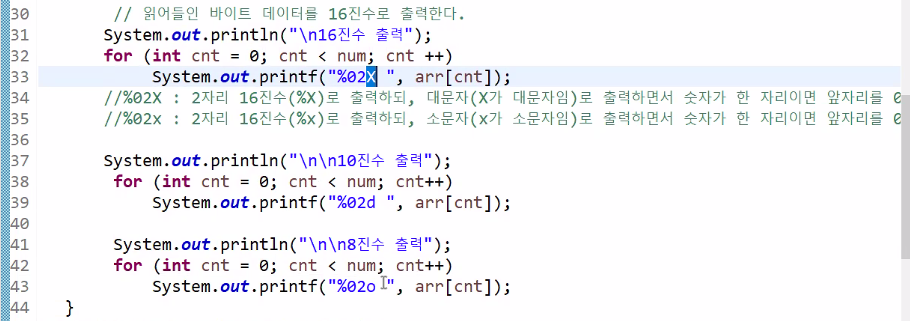 30 // 읽어들인 바이트 데이터를 16진수로 출력한다.
31 System.out.println("\n16진수 출력");
32 for (int cnt = 0; cnt < num; cnt ++)
33 System.out.printf("%02X ", arr[cnt]);
34 //%02X : 2자리 16진수(%X)로 출력하되, 대문자(X가 대문자임)로 출력하면서 숫자가 한 자리이면 앞자리를 0
35 //%02x : 2자리 16진수(%x)로 출력하되, 소문자(x가 소문자임)로 출력하면서 숫자가 한 자리이면 앞자리를 0
36
37 System.out.println("\n\n10진수 출력");
38 for (int cnt = 0; cnt < num; cnt++)
39 System.out.printf("%02d ", arr[cnt]);
40
41 System.out.println("\n\n8진수 출력");
42 for (int cnt = 0; cnt < num; cnt++)
43 System.out.printf("%02o ", arr[cnt]);
44 }